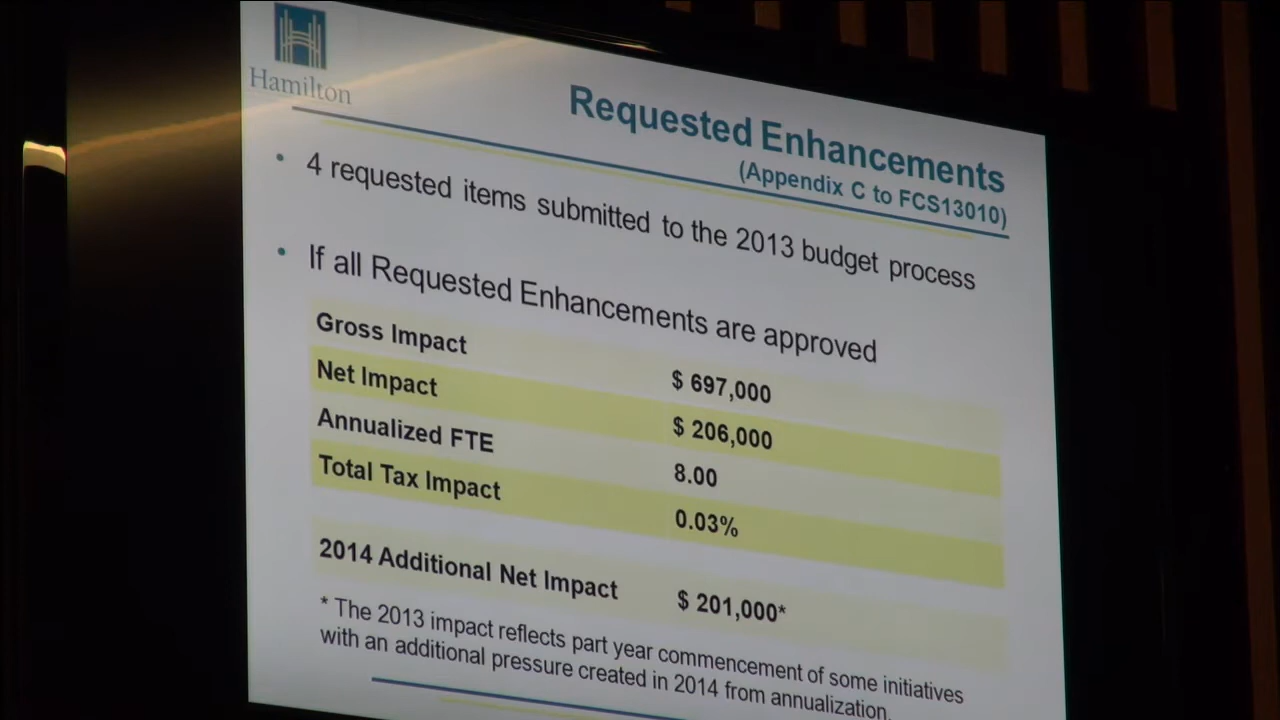 Hamilton
Requested Enhancements
(Appendix C to FCS13010)
• 4 requested items submitted to the 2013 budget process
• If all Requested Enhancements are approved
Gross Impact $ 697,000
Net Impact $ 206,000
Annualized FTE 8.00
Total Tax Impact 0.03%
2014 Additional Net Impact $ 201,000*
* The 2013 impact reflects part year commencement of some initiatives
with an additional pressure created in 2014 from annualization.